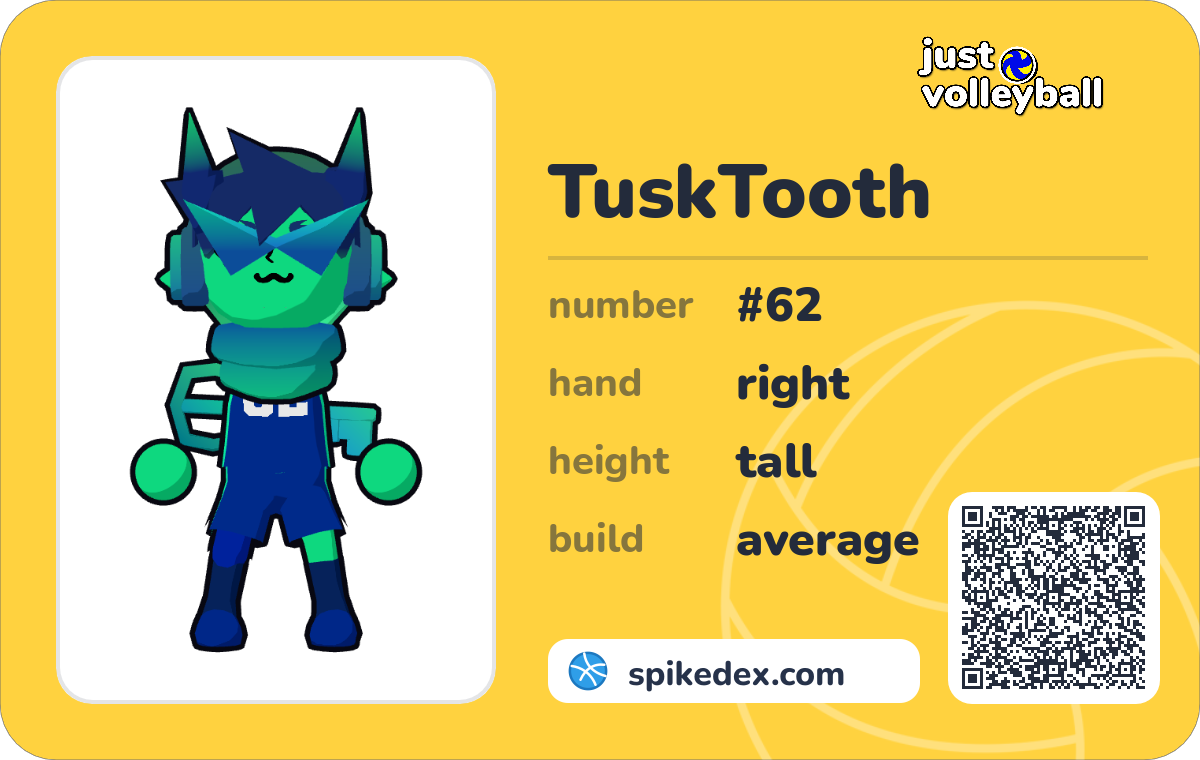 just
volleyball
TuskTooth
number #62
hand right
height tall
build average
spikedex.com